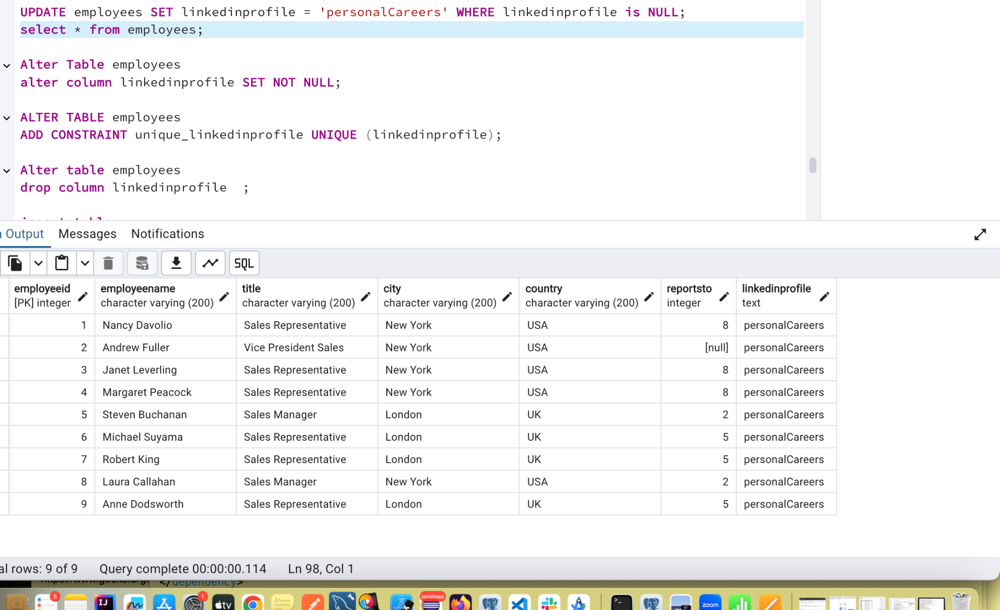 UPDATE employees SET linkedinprofile = 'personalCareers' WHERE linkedinprofile is NULL;
select * from employees;
Alter Table employees
alter column linkedinprofile SET NOT NULL;
ALTER TABLE employees
ADD CONSTRAINT unique_linkedinprofile UNIQUE (linkedinprofile);
Alter table employees
drop column linkedinprofile ;
Output Messages Notifications
SQL
employeeid employeename title city country reportsto linkedinprofile
[PK] integer character varying (200) character varying (200) character varying (200) character varying (200) integer text
1 Nancy Davolio Sales Representative New York USA 8 personalCareers
2 Andrew Fuller Vice President Sales New York USA [null] personalCareers
3 Janet Leverling Sales Representative New York USA 8 personalCareers
4 Margaret Peacock Sales Representative New York USA 8 personalCareers
5 Steven Buchanan Sales Manager London UK 2 personalCareers
6 Michael Suyama Sales Representative London UK 5 personalCareers
7 Robert King Sales Representative London UK 5 personalCareers
8 Laura Callahan Sales Manager New York USA 2 personalCareers
9 Anne Dodsworth Sales Representative London UK 5 personalCareers
al rows: 9 of 9 Query complete 00:00:00.114 Ln 98, Col 1
</dependency>
5 IJ 1 tv codebase zoom